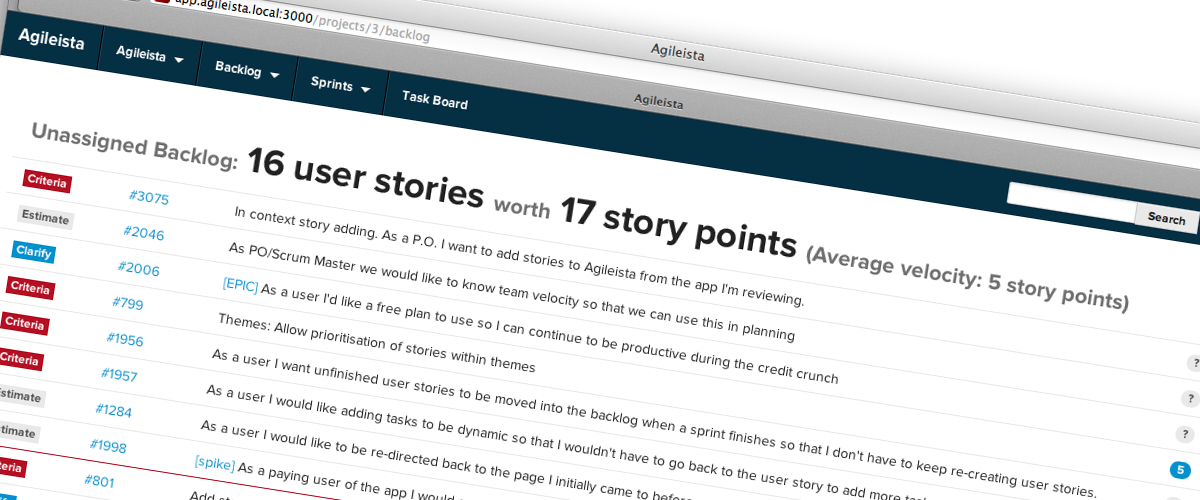 app.agileista.local:3000/projects/3/backlog
Agileista
Agileista
Agileista Agileista Backlog Sprints Task Board
Search
Unassigned Backlog: 16 user stories worth 17 story points (Average velocity: 5 story points)
Criteria #3075 In context story adding. As a P.O. I want to add stories to Agileista from the app I'm reviewing. ?
Estimate #2046 As PO/Scrum Master we would like to know team velocity so that we can use this in planning ?
Clarify #2006 [EPIC] As a user I'd like a free plan to use so I can continue to be productive during the credit crunch ?
Criteria #799 Themes: Allow prioritisation of stories within themes 5
Criteria #1956 As a user I want unfinished user stories to be moved into the backlog when a sprint finishes so that I don't have to keep re-creating user stories.
Criteria #1957 As a user I would like adding tasks to be dynamic so that I wouldn't have to go back to the user story to add more
Estimate #1284 As a user I would like to be re-directed back to the page I initially came to before
timate #1998 [spike] As a paying user of the app I would
teria #801 Add